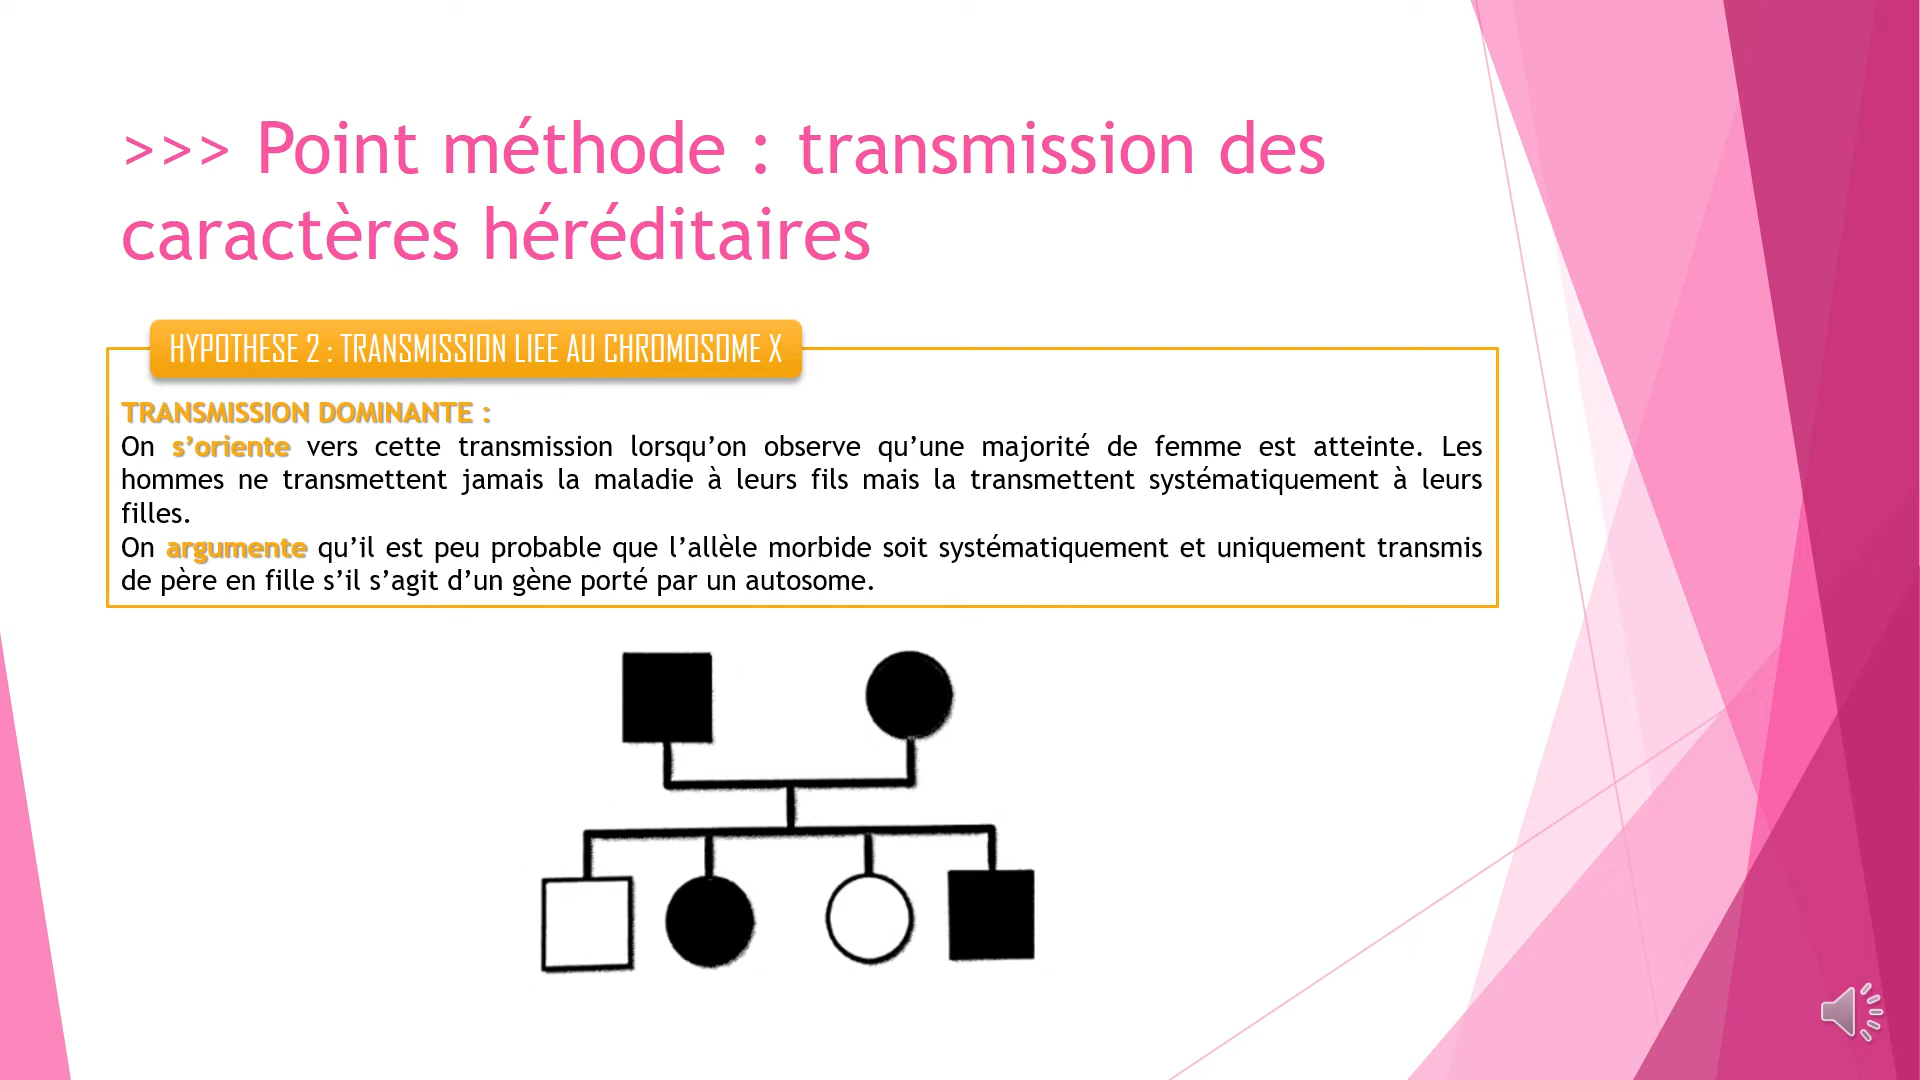 >>> Point méthode : transmission des
caractères héréditaires
HYPOTHESE 2 : TRANSMISSION LIEE AU CHROMOSOME X
TRANSMISSION DOMINANTE :
On s’oriente vers cette transmission lorsqu’on observe qu’une majorité de femme est atteinte. Les
hommes ne transmettent jamais la maladie à leurs fils mais la transmettent systématiquement à leurs
filles.
On argumente qu’il est peu probable que l’allèle morbide soit systématiquement et uniquement transmis
de père en fille s’il s’agit d’un gène porté par un autosome.